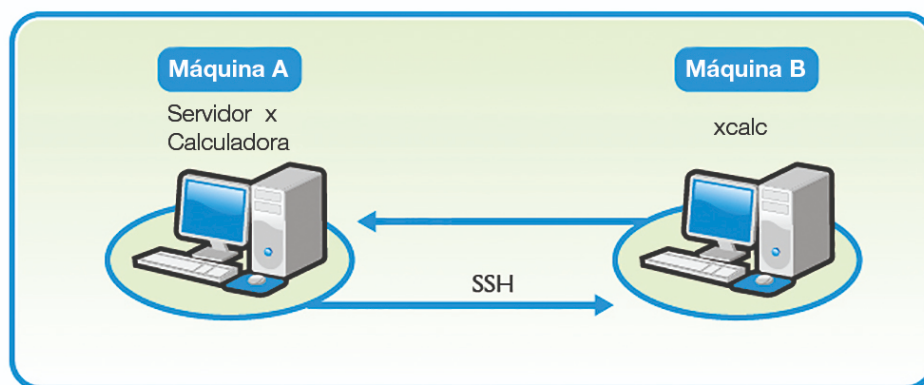 Máquina A
Servidor x
Calculadora
Máquina B
xcalc
SSH